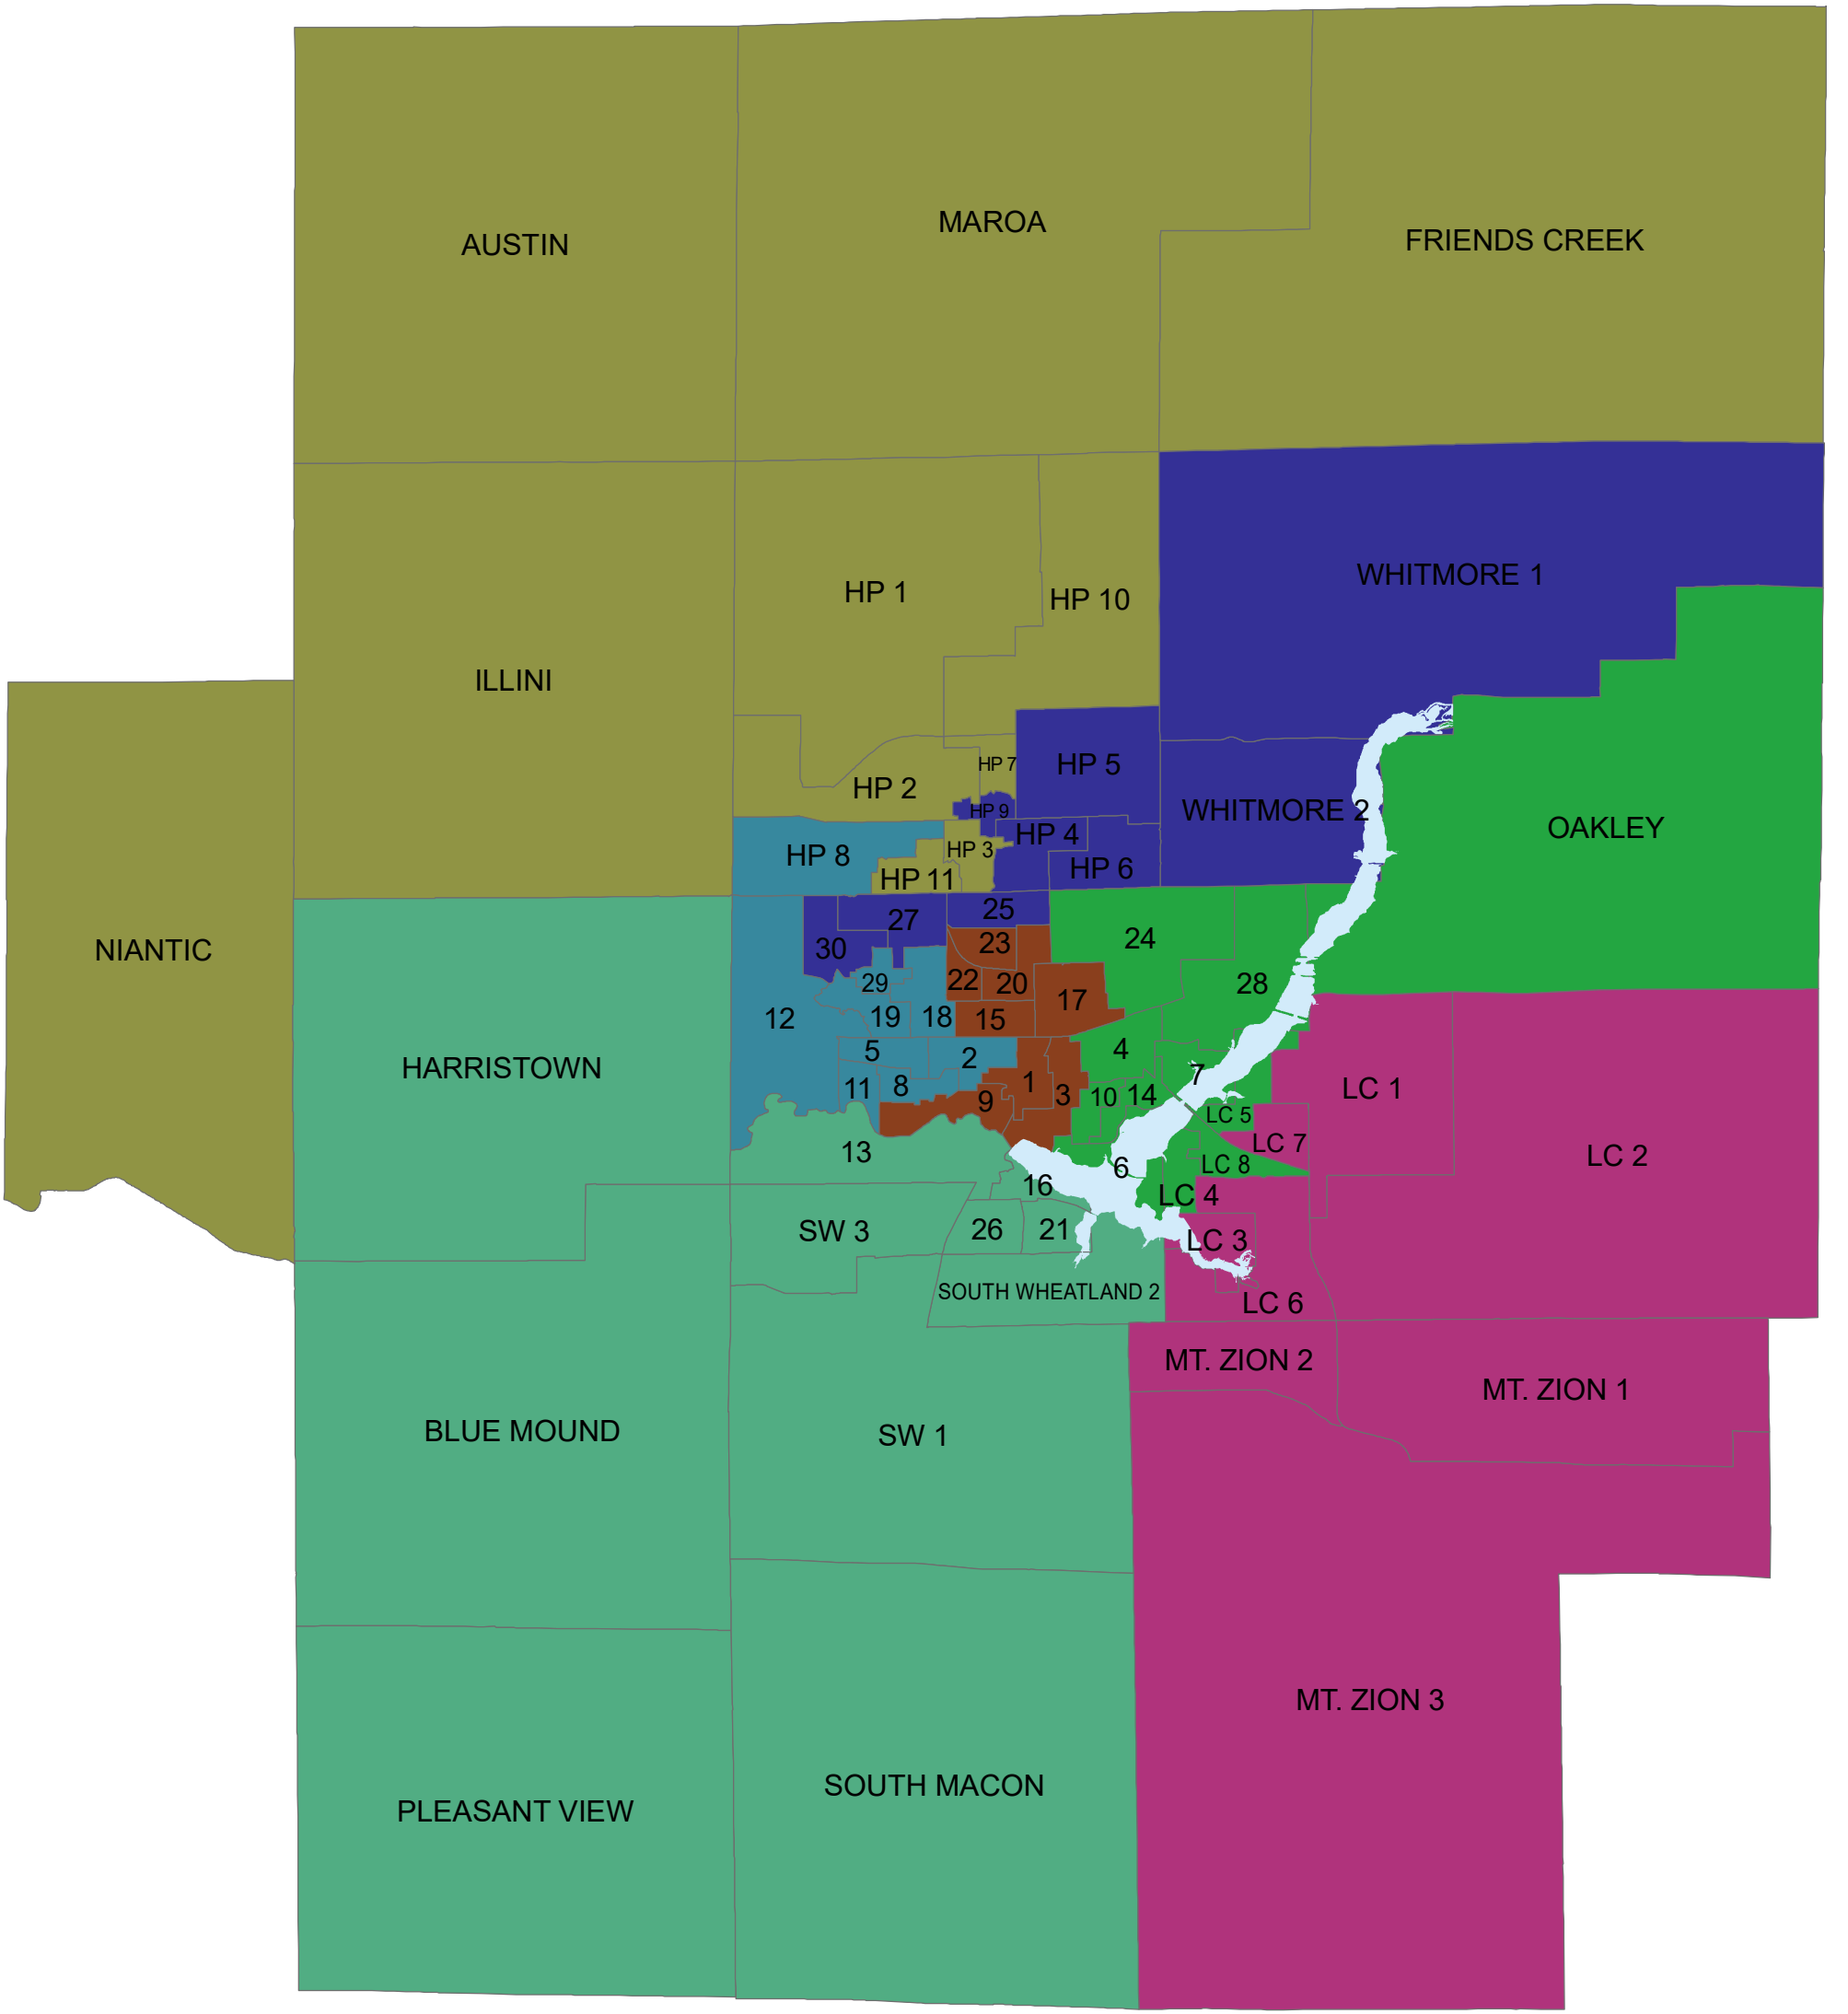 AUSTIN
MAROA
FRIENDS CREEK
HP 1
HP 10
WHITMORE 1
ILLINI
HP 7
HP 5
HP 2
HP 9
WHITMORE 2
OAKLEY
HP 4
HP 3
HP 8
HP 6
HP 11
25
27
24
23
30
NIANTIC
22
20
29
28
17
12
19
18
15
4
5
2
HARRISTOWN
7
1
LC 1
11
8
3
10
14
9
LC 5
LC 7
13
LC 2
6
LC 8
16
LC 4
SW 3
26
21
LC 3
SOUTH WHEATLAND 2
LC 6
MT. ZION 2
MT. ZION 1
BLUE MOUND
SW 1
MT. ZION 3
SOUTH MACON
PLEASANT VIEW